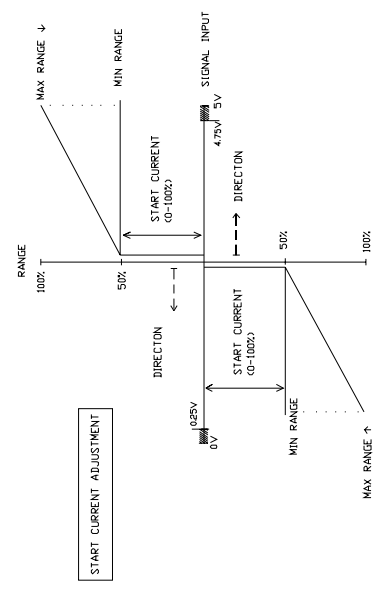 START CURRENT ADJUSTMENT
RANGE
100%
MAX RANGE ↓
50%
MIN RANGE
START CURRENT
(0-100%)
DIRECTON
0V
0.25V
4.75V
5V
SIGNAL INPUT
DIRECTON
START CURRENT
(0-100%)
MIN RANGE
50%
MAX RANGE ↑
100%